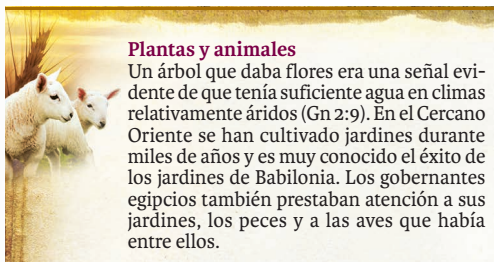 Plantas y animales
Un árbol que daba flores era una señal evi-
dente de que tenía suficiente agua en climas
relativamente áridos (Gn 2:9). En el Cercano
Oriente se han cultivado jardines durante
miles de años y es muy conocido el éxito de
los jardines de Babilonia. Los gobernantes
egipcios también prestaban atención a sus
jardines, los peces y a las aves que había
entre ellos.